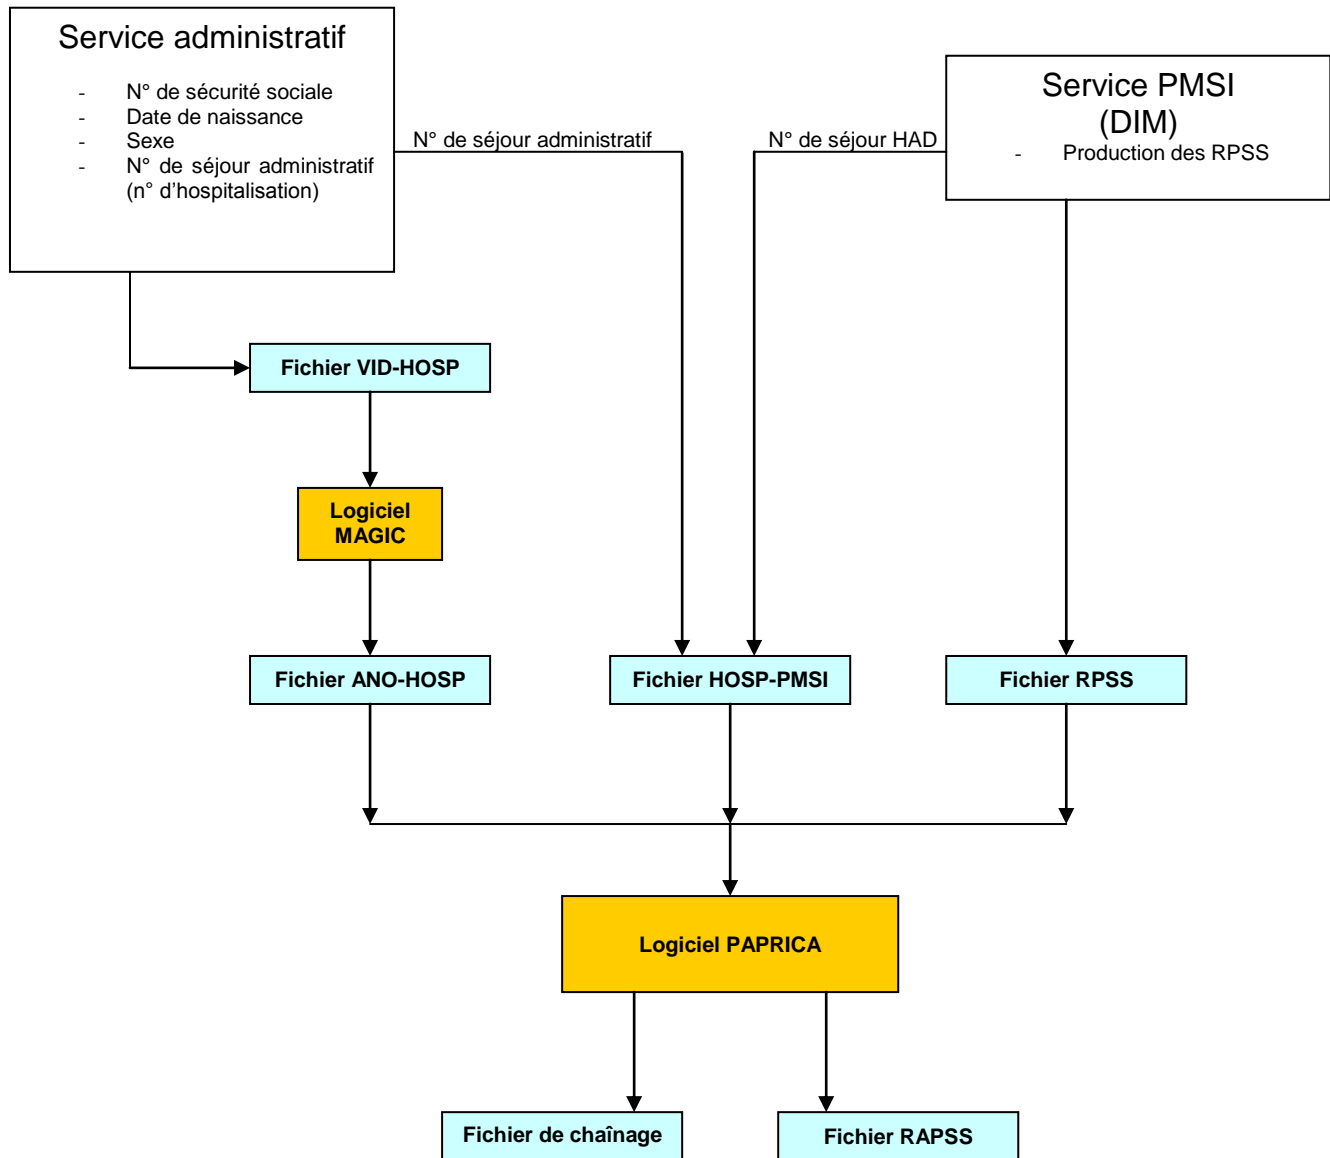 Service administratif
- N° de sécurité sociale
- Date de naissance
- Sexe
- N° de séjour administratif
(n° d'hospitalisation)
N° de séjour administratif
N° de séjour HAD
Service PMSI
(DIM)
- Production des RPSS
Fichier VID-HOSP
Logiciel
MAGIC
Fichier ANO-HOSP
Fichier HOSP-PMSI
Fichier RPSS
Logiciel PAPRICA
Fichier de chaînage
Fichier RAPSS